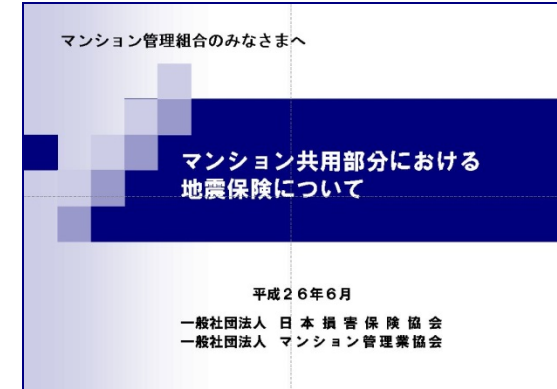 マンション管理組合のみなさまへ
マンション共用部分における
地震保険について
平成26年6月
一般社団法人 日本損害保険協会
一般社団法人 マンション管理業協会